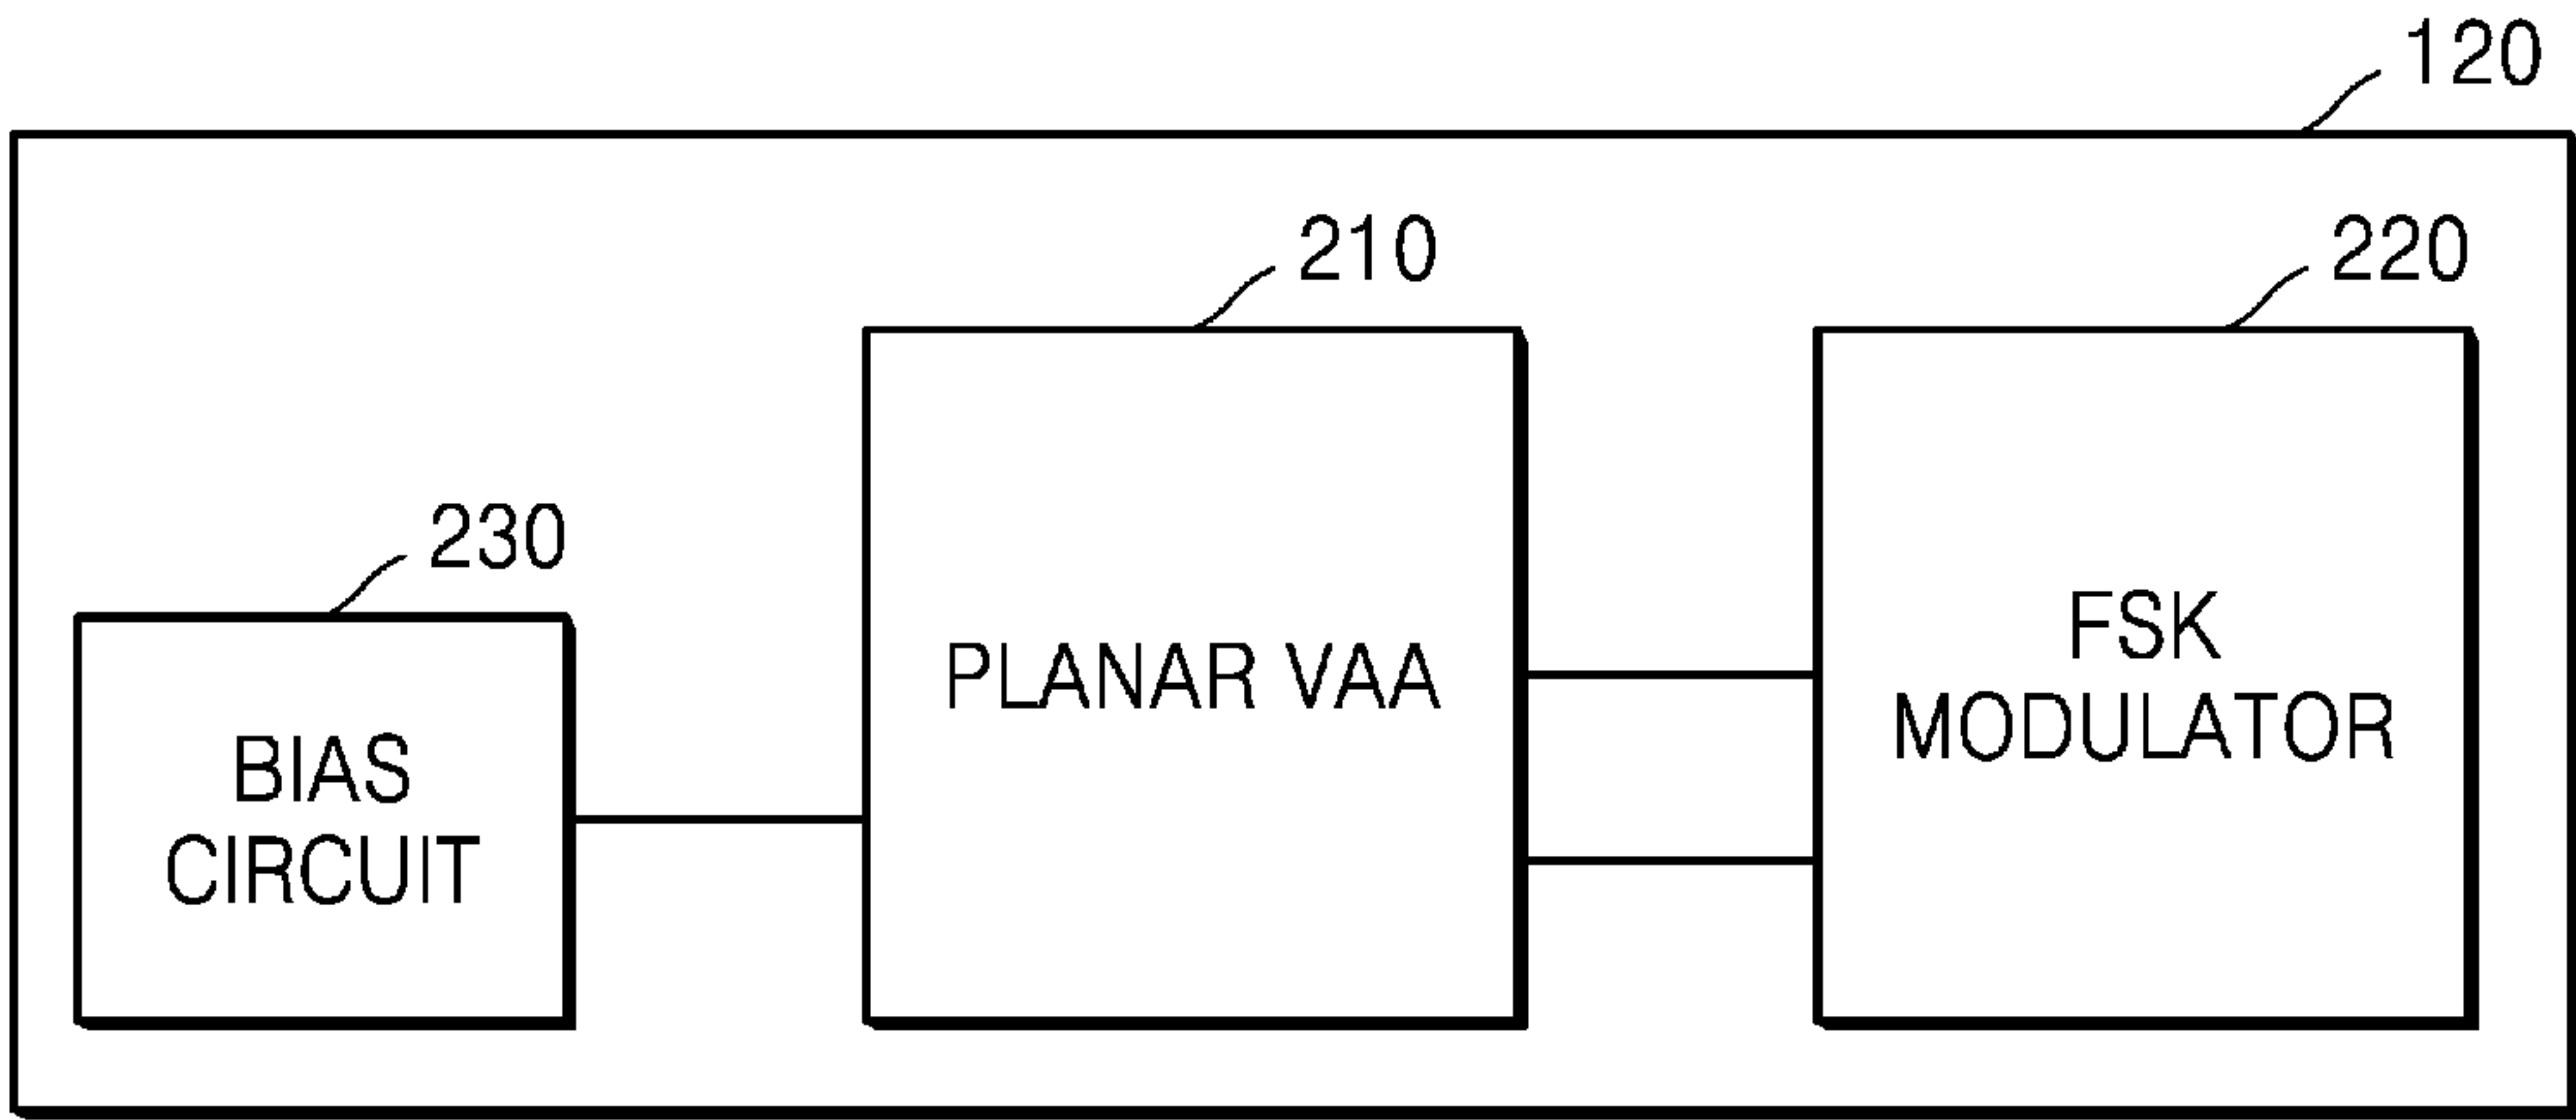 120
210
220
230
PLANAR VAA
FSK
MODULATOR
BIAS
CIRCUIT